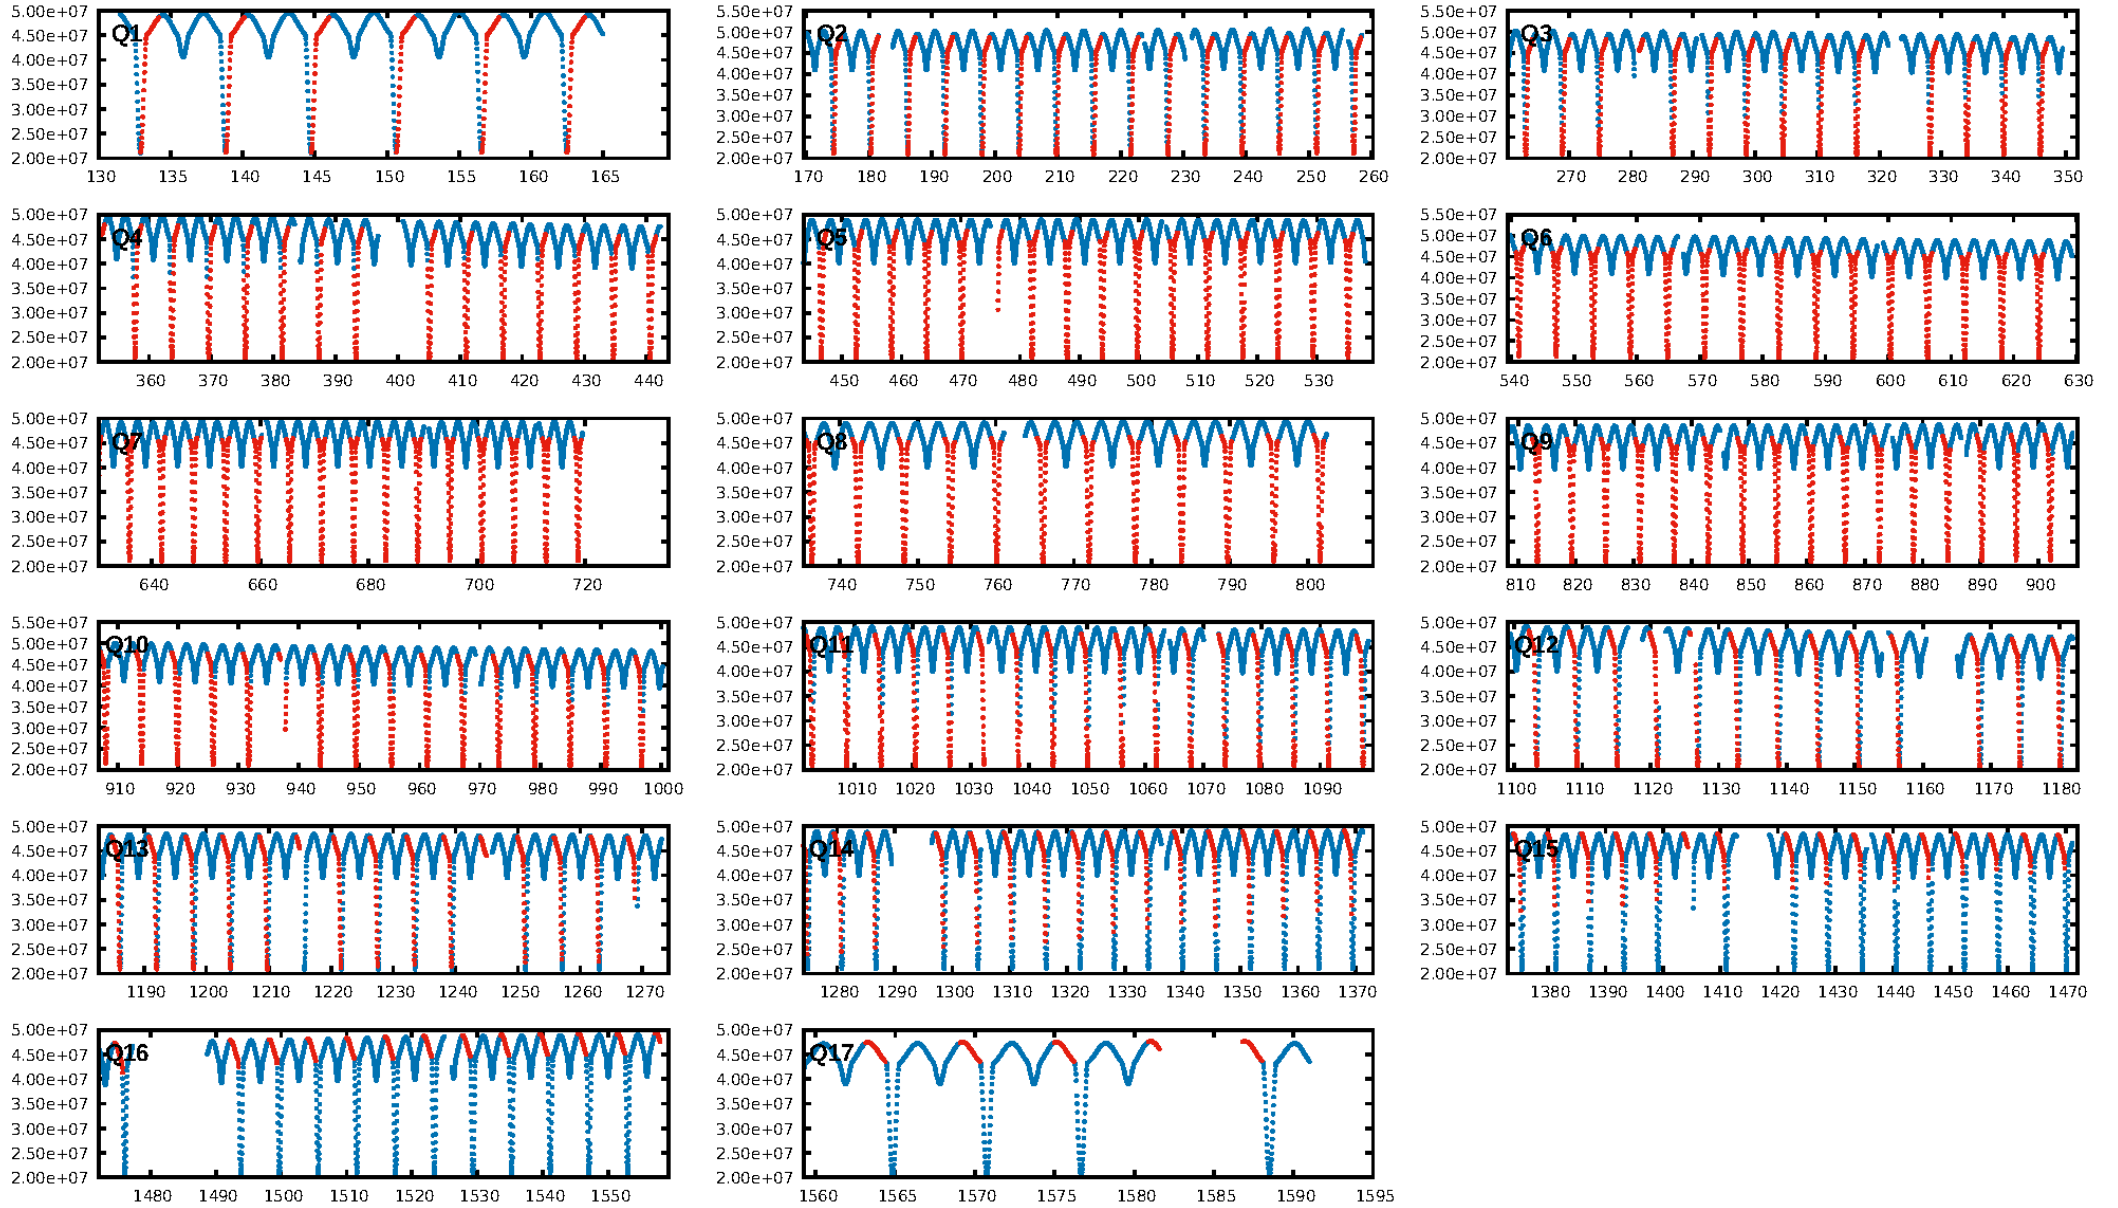 5.00e+07 4.50e+07 4.00e+07 3.50e+07 3.00e+07 2.50e+07 2.00e+07
Q1
130 135 140 145 150 155 160 165
5.50e+07 5.00e+07 4.50e+07 4.00e+07 3.50e+07 3.00e+07 2.50e+07 2.00e+07
Q2
170 180 190 200 210 220 230 240 250 260
5.50e+07 5.00e+07 4.50e+07 4.00e+07 3.50e+07 3.00e+07 2.50e+07 2.00e+07
Q3
270 280 290 300 310 320 330 340 350
5.00e+07 4.50e+07 4.00e+07 3.50e+07 3.00e+07 2.50e+07 2.00e+07
Q4
360 370 380 390 400 410 420 430 440
5.00e+07 4.50e+07 4.00e+07 3.50e+07 3.00e+07 2.50e+07 2.00e+07
Q5
450 460 470 480 490 500 510 520 530
5.50e+07 5.00e+07 4.50e+07 4.00e+07 3.50e+07 3.00e+07 2.50e+07 2.00e+07
Q6
540 550 560 570 580 590 600 610 620 630
5.00e+07 4.50e+07 4.00e+07 3.50e+07 3.00e+07 2.50e+07 2.00e+07
Q7
640 660 680 700 720
5.00e+07 4.50e+07 4.00e+07 3.50e+07 3.00e+07 2.50e+07 2.00e+07
Q8
740 750 760 770 780 790 800
5.00e+07 4.50e+07 4.00e+07 3.50e+07 3.00e+07 2.50e+07 2.00e+07
Q9
810 820 830 840 850 860 870 880 890 900
5.50e+07 5.00e+07 4.50e+07 4.00e+07 3.50e+07 3.00e+07 2.50e+07 2.00e+07
Q10
910 920 930 940 950 960 970 980 990 1000
5.00e+07 4.50e+07 4.00e+07 3.50e+07 3.00e+07 2.50e+07 2.00e+07
Q11
1010 1020 1030 1040 1050 1060 1070 1080 1090
5.00e+07 4.50e+07 4.00e+07 3.50e+07 3.00e+07 2.50e+07 2.00e+07
Q12
1100 1110 1120 1130 1140 1150 1160 1170 1180
5.00e+07 4.50e+07 4.00e+07 3.50e+07 3.00e+07 2.50e+07 2.00e+07
Q13
1190 1200 1210 1220 1230 1240 1250 1260 1270
5.00e+07 4.50e+07 4.00e+07 3.50e+07 3.00e+07 2.50e+07 2.00e+07
Q14
1280 1290 1300 1310 1320 1330 1340 1350 1360 1370
5.00e+07 4.50e+07 4.00e+07 3.50e+07 3.00e+07 2.50e+07 2.00e+07
Q15
1380 1390 1400 1410 1420 1430 1440 1450 1460 1470
5.00e+07 4.50e+07 4.00e+07 3.50e+07 3.00e+07 2.50e+07 2.00e+07
Q16
1480 1490 1500 1510 1520 1530 1540 1550
5.00e+07 4.50e+07 4.00e+07 3.50e+07 3.00e+07 2.50e+07 2.00e+07
Q17
1560 1565 1570 1575 1580 1585 1590 1595